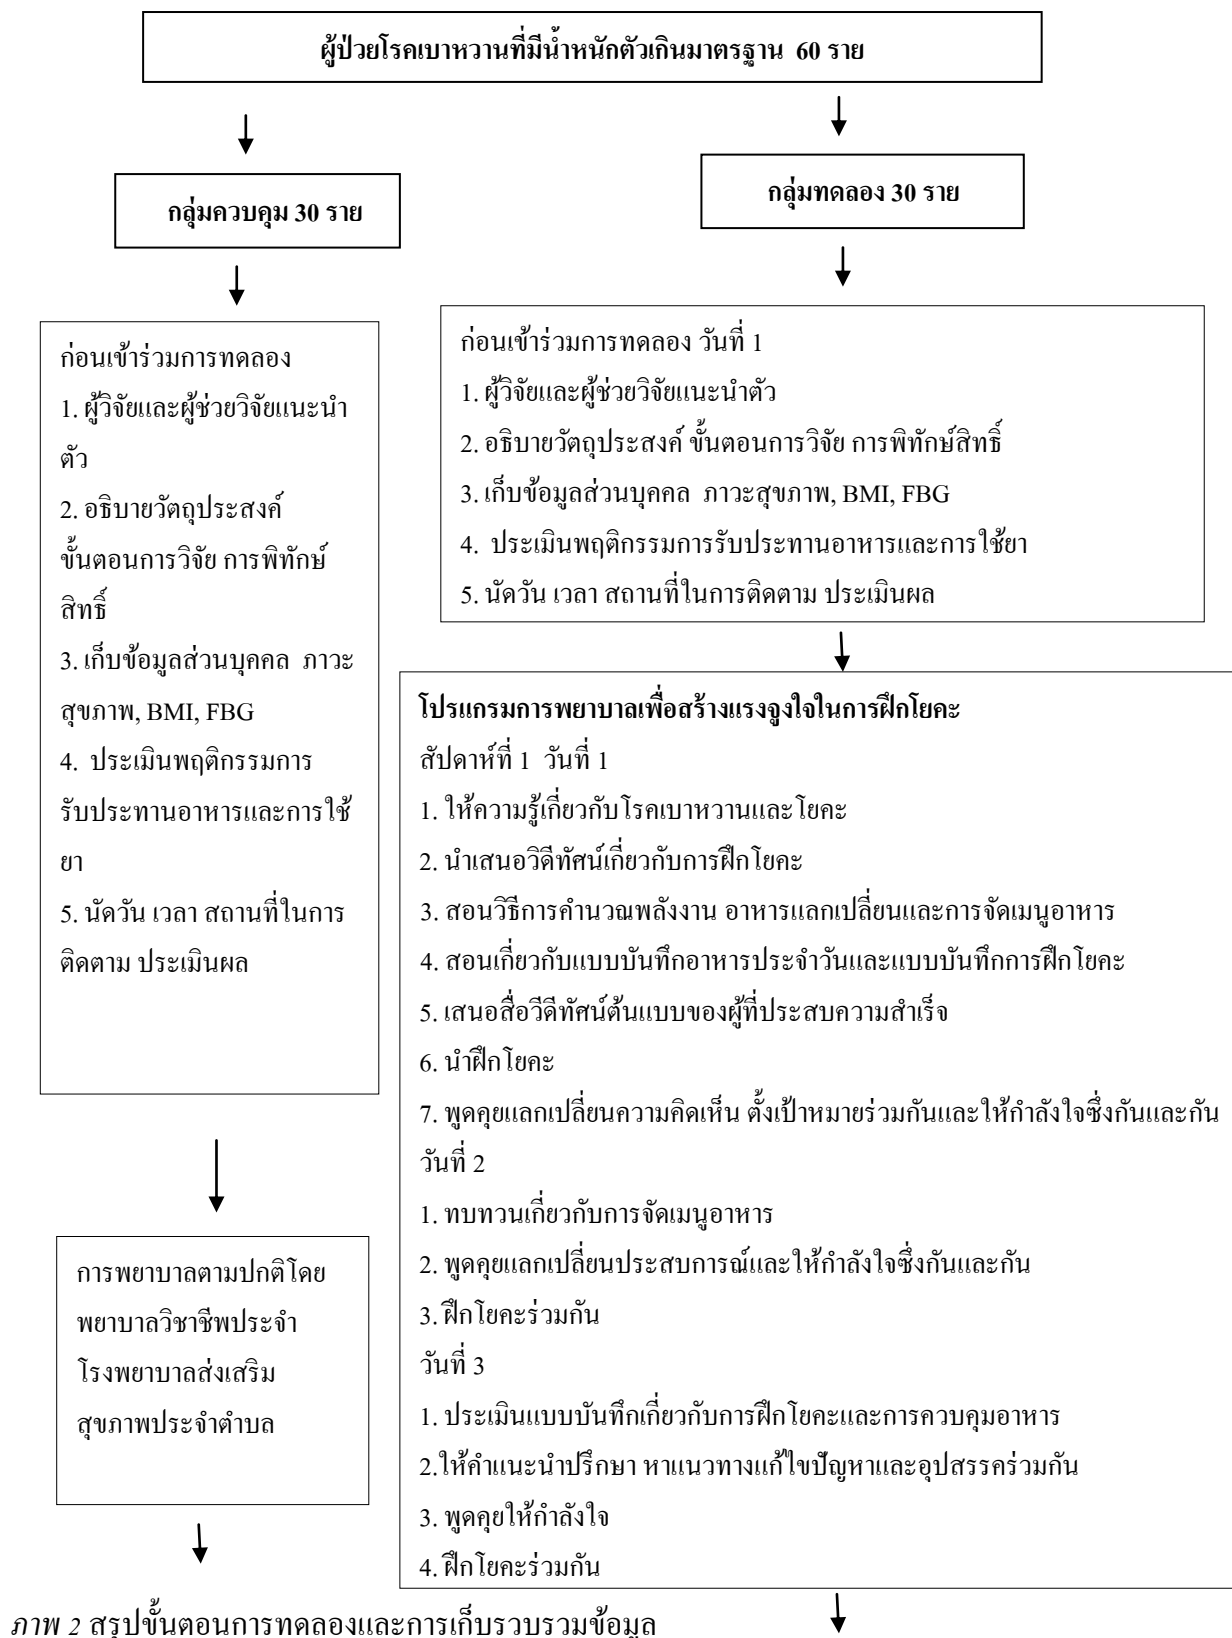 ผู้ป่วยโรคเบาหวานที่มีน้ำหนักตัวเกินมาตรฐาน 60 ราย
กลุ่มควบคุม 30 ราย
กลุ่มทดลอง 30 ราย
ก่อนเข้าร่วมการทดลอง
1. ผู้วิจัยและผู้ช่วยวิจัยแนะนำ
ตัว
2. อธิบายวัตถุประสงค์
ขั้นตอนการวิจัย การพิทักษ์
สิทธิ์
3. เก็บข้อมูลส่วนบุคคล ภาวะ
สุขภาพ, BMI, FBG
4. ประเมินพฤติกรรมการ
รับประทานอาหารและการใช้
ยา
5. นัดวัน เวลา สถานที่ในการ
ติดตาม ประเมินผล
การพยาบาลตามปกติโดย
พยาบาลวิชาชีพประจำ
โรงพยาบาลส่งเสริม
สุขภาพประจำตำบล
ก่อนเข้าร่วมการทดลอง วันที่ 1
1. ผู้วิจัยและผู้ช่วยวิจัยแนะนำตัว
2. อธิบายวัตถุประสงค์ ขั้นตอนการวิจัย การพิทักษ์สิทธิ์
3. เก็บข้อมูลส่วนบุคคล ภาวะสุขภาพ, BMI, FBG
4. ประเมินพฤติกรรมการรับประทานอาหารและการใช้ยา
5. นัดวัน เวลา สถานที่ในการติดตาม ประเมินผล
โปรแกรมการพยาบาลเพื่อสร้างแรงจูงใจในการฝึกโยคะ
สัปดาห์ที่ 1 วันที่ 1
1. ให้ความรู้เกี่ยวกับโรคเบาหวานและโยคะ
2. นำเสนอวิดีทัศน์เกี่ยวกับการฝึกโยคะ
3. สอนวิธีการคำนวณพลังงาน อาหารแลกเปลี่ยนและการจัดเมนูอาหาร
4. สอนเกี่ยวกับแบบบันทึกอาหารประจำวันและแบบบันทึกการฝึกโยคะ
5. เสนอสื่อวีดีทัศน์ต้นแบบของผู้ที่ประสบความสำเร็จ
6. นำฝึกโยคะ
7. พูดคุยแลกเปลี่ยนความคิดเห็น ตั้งเป้าหมายร่วมกันและให้กำลังใจซึ่งกันและกัน
วันที่ 2
1. ทบทวนเกี่ยวกับการจัดเมนูอาหาร
2. พูดคุยแลกเปลี่ยนประสบการณ์และให้กำลังใจซึ่งกันและกัน
3. ฝึกโยคะร่วมกัน
วันที่ 3
1. ประเมินแบบบันทึกเกี่ยวกับการฝึกโยคะและการควบคุมอาหาร
2.ให้คำแนะนำปรึกษา หาแนวทางแก้ไขปัญหาและอุปสรรคร่วมกัน
3. พูดคุยให้กำลังใจ
4. ฝึกโยคะร่วมกัน
ภาพ 2 สรุปขั้นตอนการทดลองและการเก็บรวบรวมข้อมูล